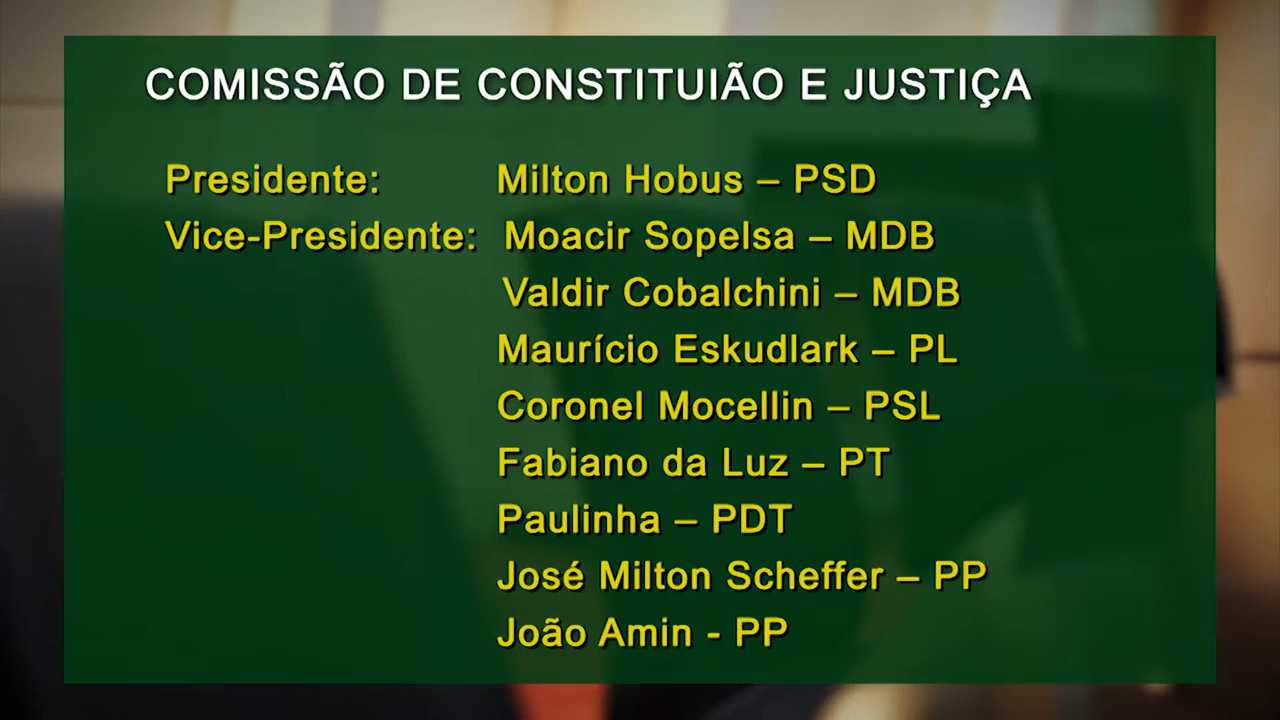 COMISSÃO DE CONSTITUIÃO E JUSTIÇA
Presidente: Milton Hobus – PSD
Vice-Presidente: Moacir Sopelsa – MDB
Valdir Cobalchini – MDB
Maurício Eskudlark – PL
Coronel Mocellin – PSL
Fabiano da Luz – PT
Paulinha – PDT
José Milton Scheffer – PP
João Amin - PP